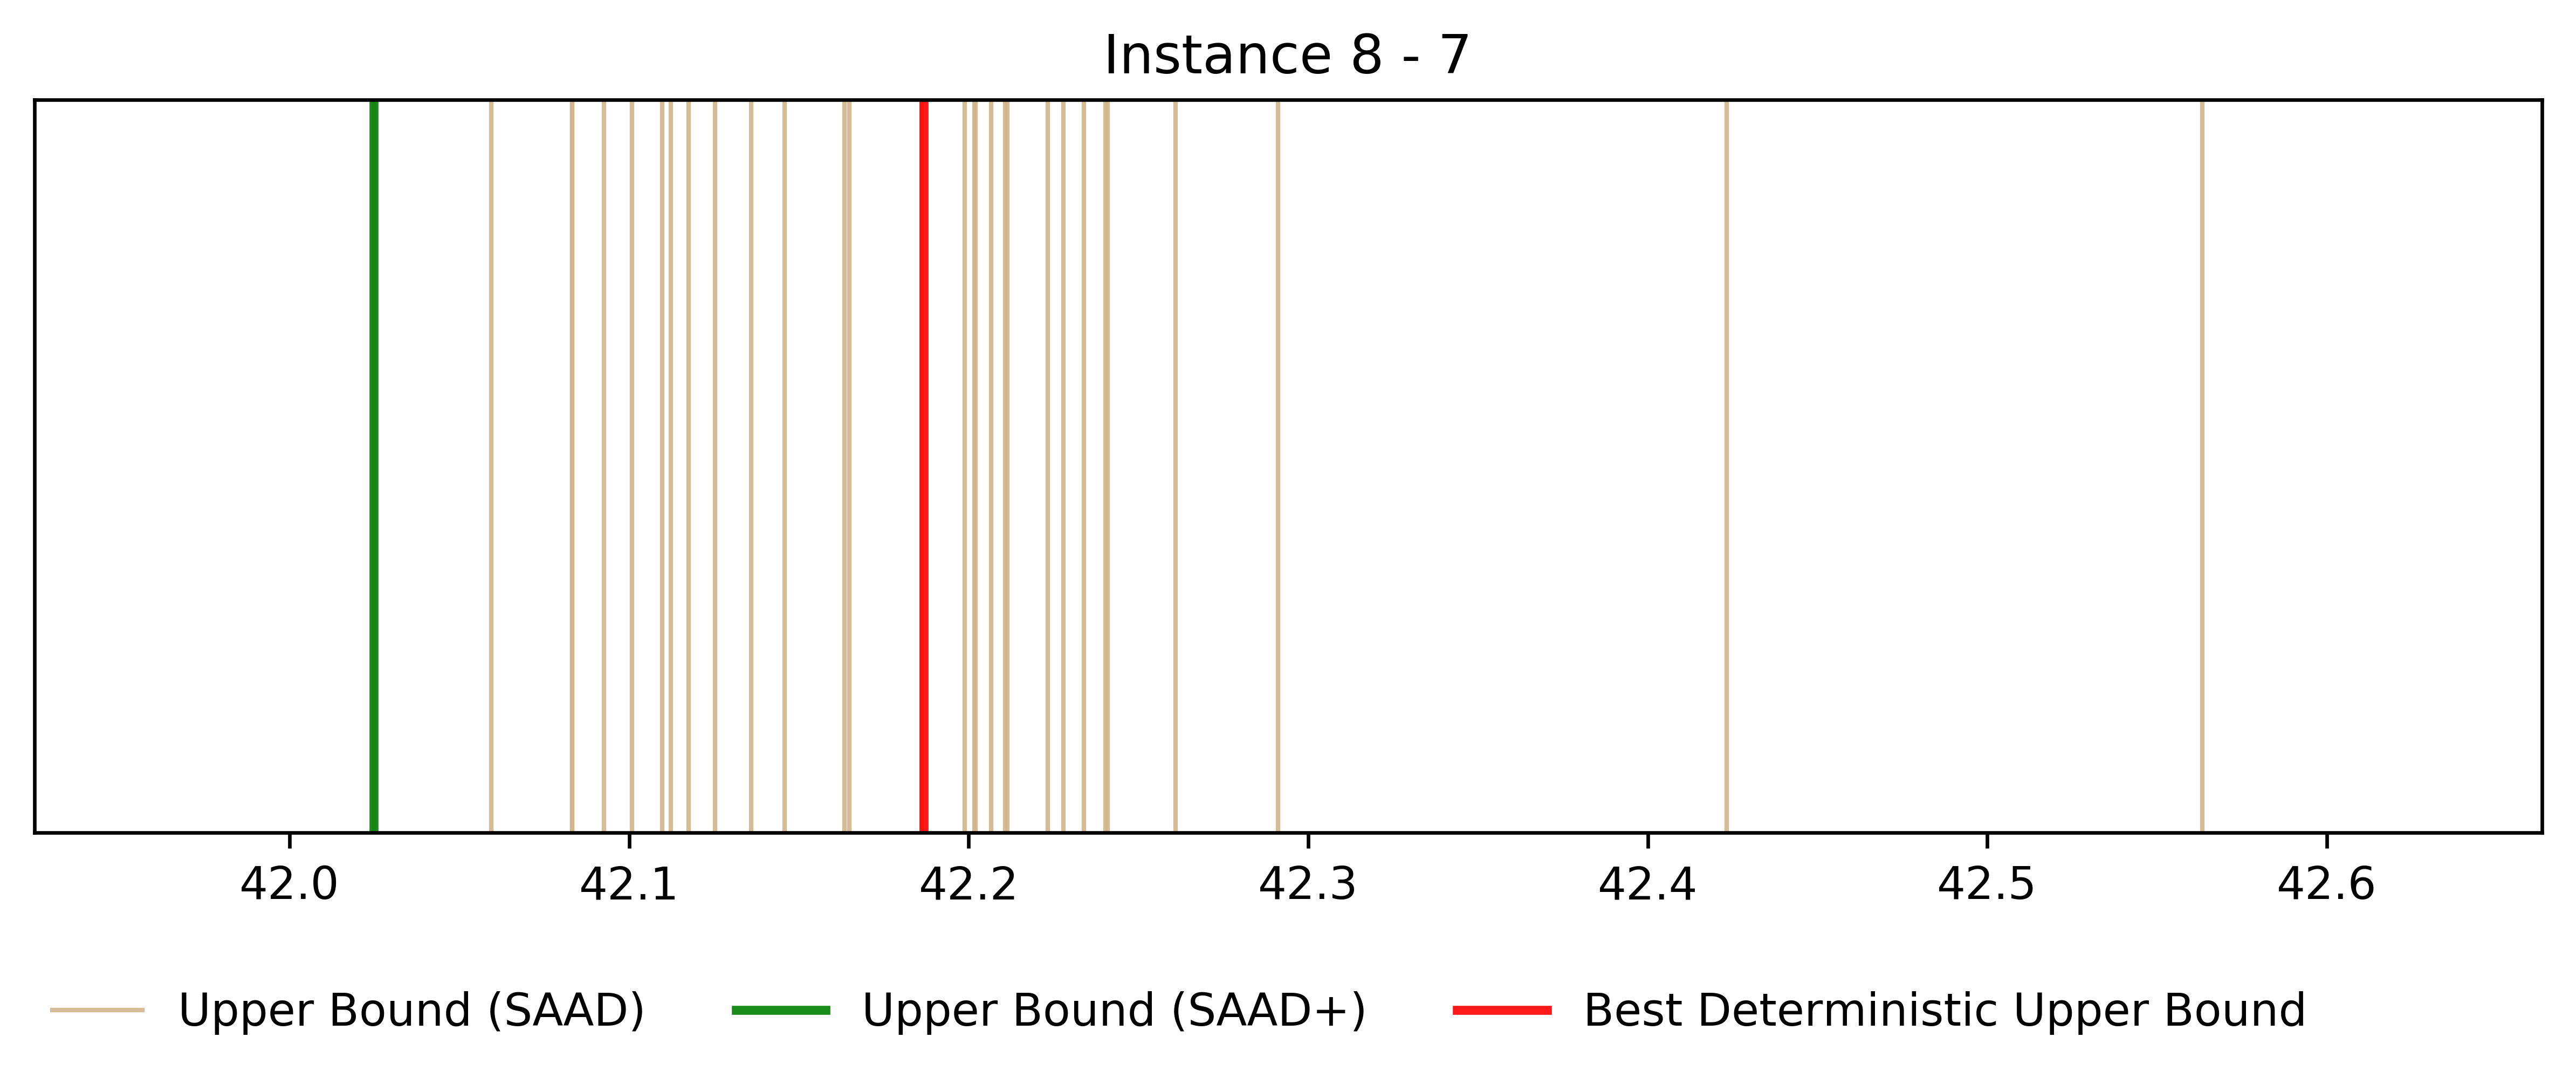 Instance 8 - 7
42.0 42.1 42.2 42.3 42.4 42.5 42.6
Upper Bound (SAAD) Upper Bound (SAAD+) Best Deterministic Upper Bound